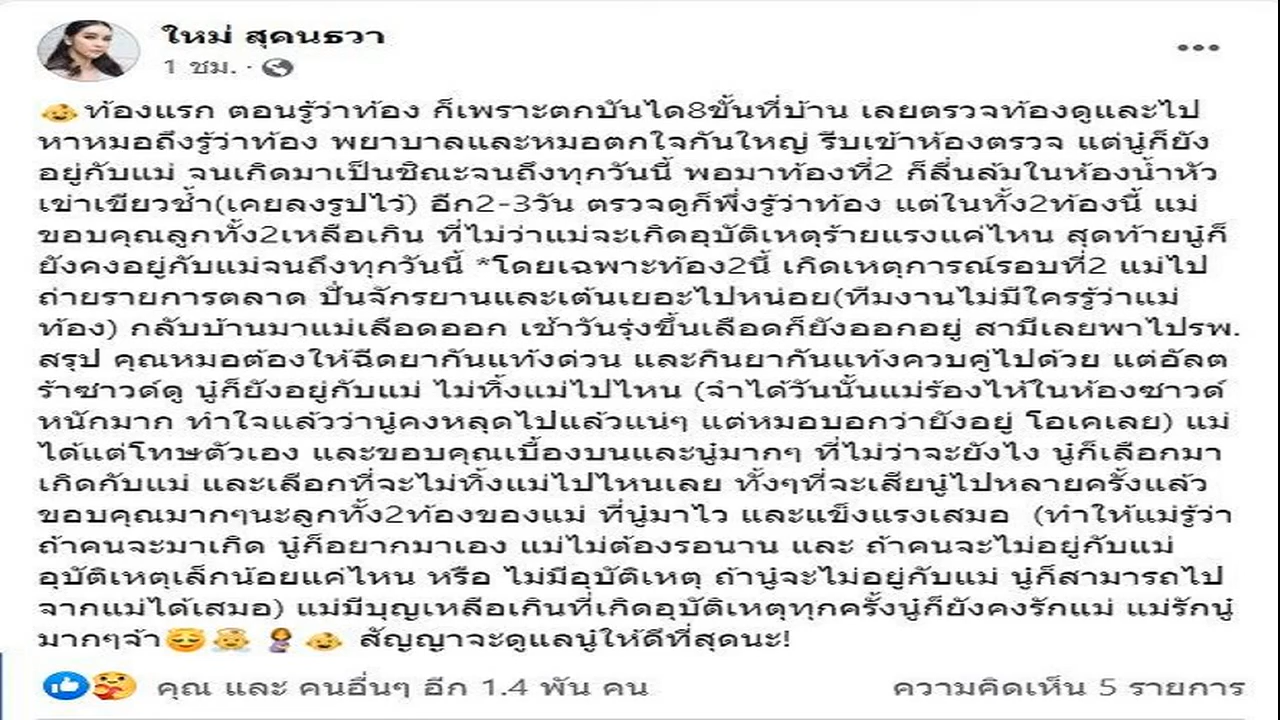 ใหม่ สุคนธวา
1 ชม. ·
👶ท้องแรก ตอนรู้ว่าท้อง ก็เพราะตกบันได8ขั้นที่บ้าน เลยตรวจท้องดูและไป
หาหมอถึงรู้ว่าท้อง พยาบาลและหมอตกใจกันใหญ่ รีบเข้าห้องตรวจ แต่นู๋ก็ยัง
อยู่กับแม่ จนเกิดมาเป็นชิณะจนถึงทุกวันนี้ พอมาท้องที่2 ก็ลื่นล้มในห้องน้ำหัว
เข่าเขียวช้ำ(เคยลงรูปไว้) อีก2-3วัน ตรวจดูก็พึ่งรู้ว่าท้อง แต่ในทั้ง2ท้องนี้ แม่
ขอบคุณลูกทั้ง2เหลือเกิน ที่ไม่ว่าแม่จะเกิดอุบัติเหตุร้ายแรงแค่ไหน สุดท้ายนู๋ก็
ยังคงอยู่กับแม่จนถึงทุกวันนี้ *โดยเฉพาะท้อง2นี้ เกิดเหตุการณ์รอบที่2 แม่ไป
ถ่ายรายการตลาด ปั่นจักรยานและเต้นเยอะไปหน่อย(ทีมงานไม่มีใครรู้ว่าแม่
ท้อง) กลับบ้านมาแม่เลือดออก เช้าวันรุ่งขึ้นเลือดก็ยังออกอยู่ สามีเลยพาไปรพ.
สรุป คุณหมอต้องให้ฉีดยากันแท้งด่วน และกินยากันแท้งควบคู่ไปด้วย แต่อัลต
ร้าซาวด์ดู นู๋ก็ยังอยู่กับแม่ ไม่ทิ้งแม่ไปไหน (จำได้วันนั้นแม่ร้องไห้ในห้องซาวด์
หนักมาก ทำใจแล้วว่านู๋คงหลุดไปแล้วแน่ๆ แต่หมอบอกว่ายังอยู่ โอเคเลย) แม่
ได้แต่โทษตัวเอง และขอบคุณเบื้องบนและนู๋มากๆ ที่ไม่ว่าจะยังไง นู๋ก็เลือกมา
เกิดกับแม่ และเลือกที่จะไม่ทิ้งแม่ไปไหนเลย ทั้งๆที่จะเสียนู๋ไปหลายครั้งแล้ว
ขอบคุณมากๆนะลูกทั้ง2ท้องของแม่ ที่นู๋มาไว และแข็งแรงเสมอ (ทำให้แม่รู้ว่า
ถ้าคนจะมาเกิด นู๋ก็อยากมาเอง แม่ไม่ต้องรอนาน และ ถ้าคนจะไม่อยู่กับแม่
อุบัติเหตุเล็กน้อยแค่ไหน หรือ ไม่มีอุบัติเหตุ ถ้านู๋จะไม่อยู่กับแม่ นู๋ก็สามารถไป
จากแม่ได้เสมอ) แม่มีบุญเหลือเกินที่เกิดอุบัติเหตุทุกครั้งนู๋ก็ยังคงรักแม่ แม่รักนู๋
มากๆจ้า😌👼🤱👶 สัญญาจะดูแลนู๋ให้ดีที่สุดนะ!
คุณ และ คนอื่นๆ อีก 1.4 พัน คน
ความคิดเห็น 5 รายการ